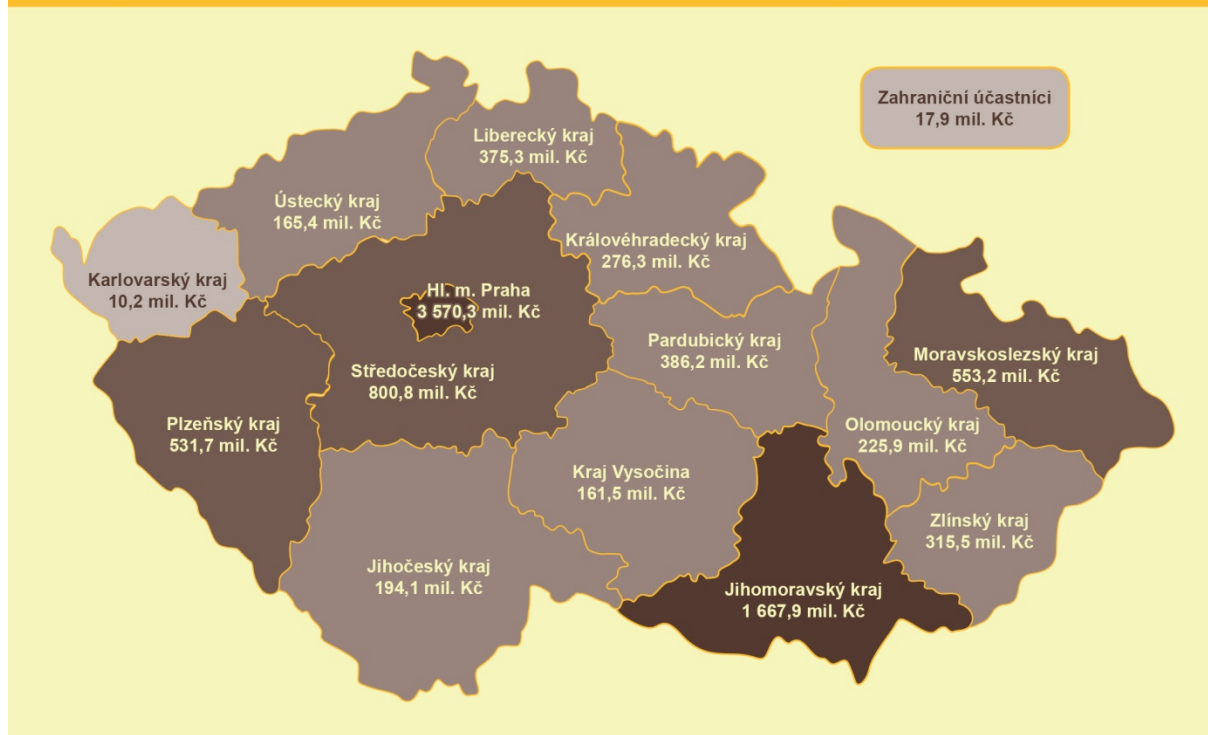 Zahraniční účastníci
17,9 mil. Kč
Liberecký kraj
375,3 mil. Kč
Ústecký kraj
165,4 mil. Kč
Královéhradecký kraj
276,3 mil. Kč
Karlovarský kraj
10,2 mil. Kč
Hl. m. Praha
3 570,3 mil. Kč
Pardubický kraj
386,2 mil. Kč
Moravskoslezský kraj
553,2 mil. Kč
Středočeský kraj
800,8 mil. Kč
Plzeňský kraj
531,7 mil. Kč
Olomoucký kraj
225,9 mil. Kč
Kraj Vysočina
161,5 mil. Kč
Zlínský kraj
315,5 mil. Kč
Jihočeský kraj
194,1 mil. Kč
Jihomoravský kraj
1 667,9 mil. Kč